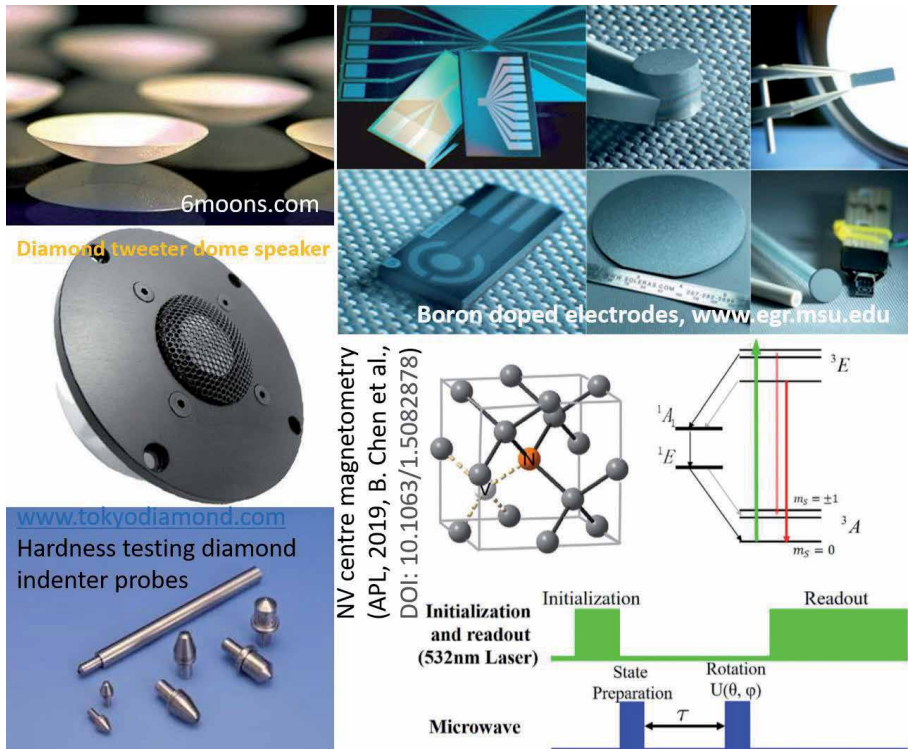 6moons.com
Diamond tweeter dome speaker
www.tokyodiamond.com
Hardness testing diamond
indenter probes
Boron doped electrodes, www.egr.msu.edu
NV centre magnetometry
(APL, 2019, B. Chen et al.,
DOI: 10.1063/1.5082878)
N
V
³E
¹A₁
¹E
mₛ = ±1
³A
mₛ = 0
Initialization
and readout
(532nm Laser)
Initialization
Readout
State
Preparation
Rotation
U(θ, φ)
τ
Microwave